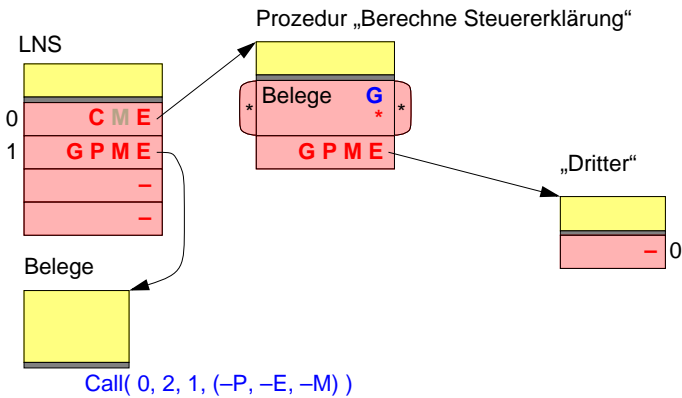 Prozedur „Berechne Steuererklärung“
LNS
0 C M E
* Belege G *
*
1 G P M E
G P M E
–
–
„Dritter“
– 0
Belege
Call( 0, 2, 1, (–P, –E, –M) )